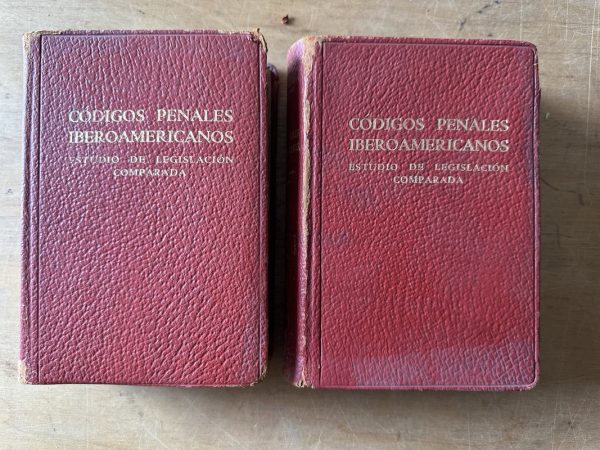 CÓDIGOS PENALES
IBEROAMERICANOS
ESTUDIO DE LEGISLACIÓN
COMPARADA
CÓDIGOS PENALES
IBEROAMERICANOS
ESTUDIO DE LEGISLACIÓN
COMPARADA